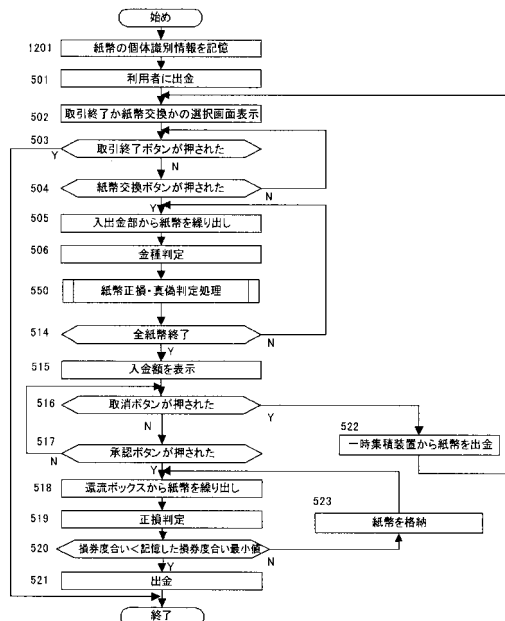 始め
1201
紙幣の個体識別情報を記憶
501
利用者に出金
502
取引終了か紙幣交換かの選択画面表示
503
取引終了ボタンが押された
Y
N
504
紙幣交換ボタンが押された
Y
N
505
入出金部から紙幣を繰り出し
506
金種判定
550
紙幣正損・真偽判定処理
514
全紙幣終了
N
Y
515
入金額を表示
516
取消ボタンが押された
Y
N
522
一時集積装置から紙幣を出金
517
承認ボタンが押された
N
Y
518
還流ボックスから紙幣を繰り出し
523
紙幣を格納
519
正損判定
520
損券度合い<記憶した損券度合い最小値
N
Y
521
出金
終了